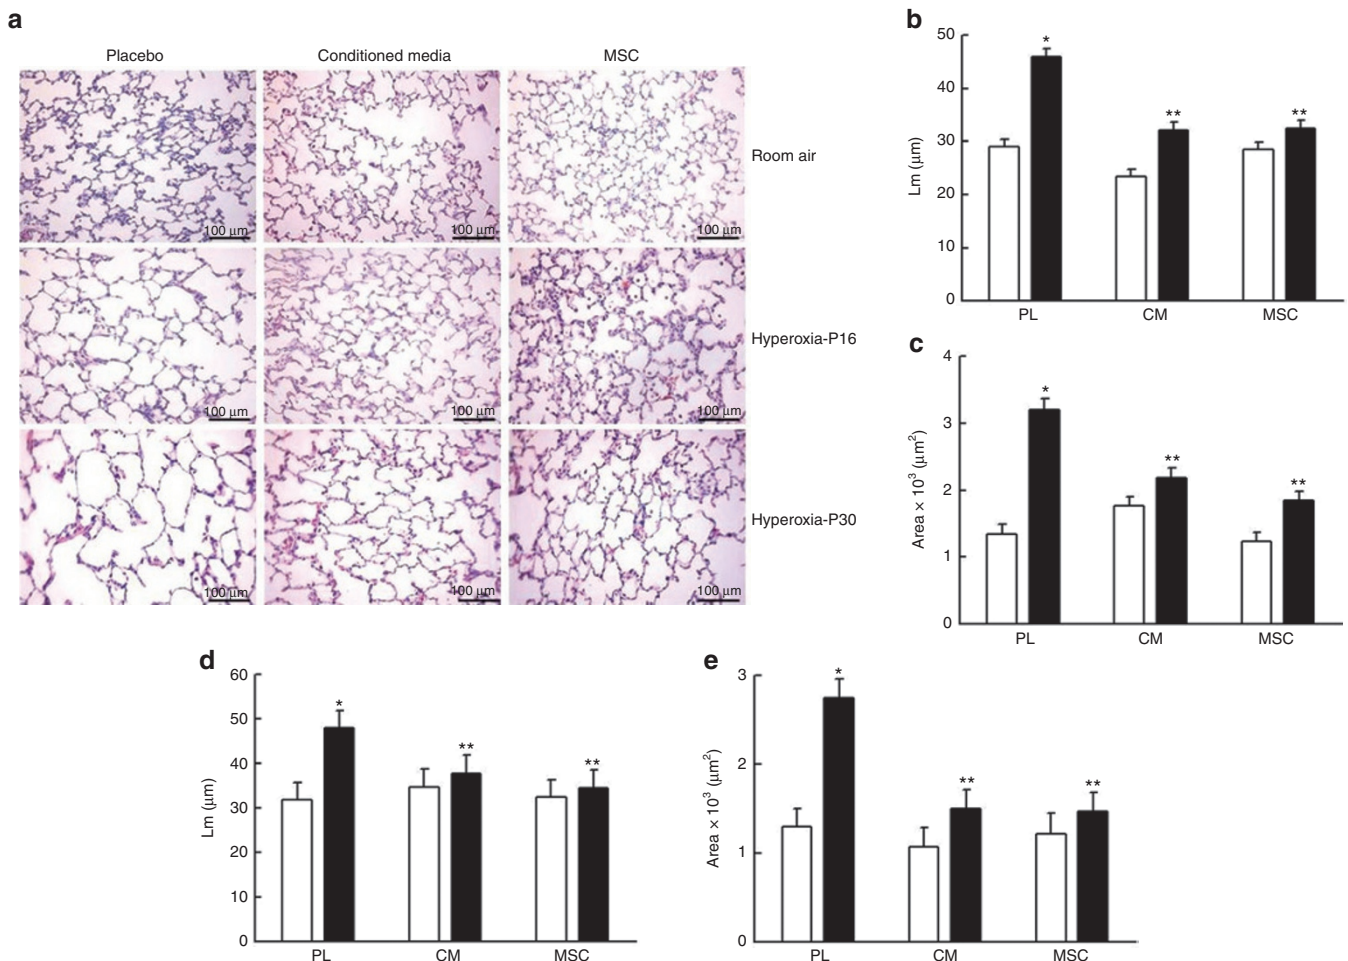 a
Placebo
Conditioned media
MSC
100 μm
100 μm
100 μm
Room air
100 μm
100 μm
100 μm
Hyperoxia-P16
100 μm
100 μm
100 μm
Hyperoxia-P30
b
50
40
30
20
10
0
Lm (μm)
*
**
**
PL
CM
MSC
c
4
3
2
1
0
Area × 10³ (μm²)
*
**
**
PL
CM
MSC
d
60
50
40
30
20
10
0
Lm (μm)
*
**
**
PL
CM
MSC
e
3
2
1
0
Area × 10³ (μm²)
*
**
**
PL
CM
MSC